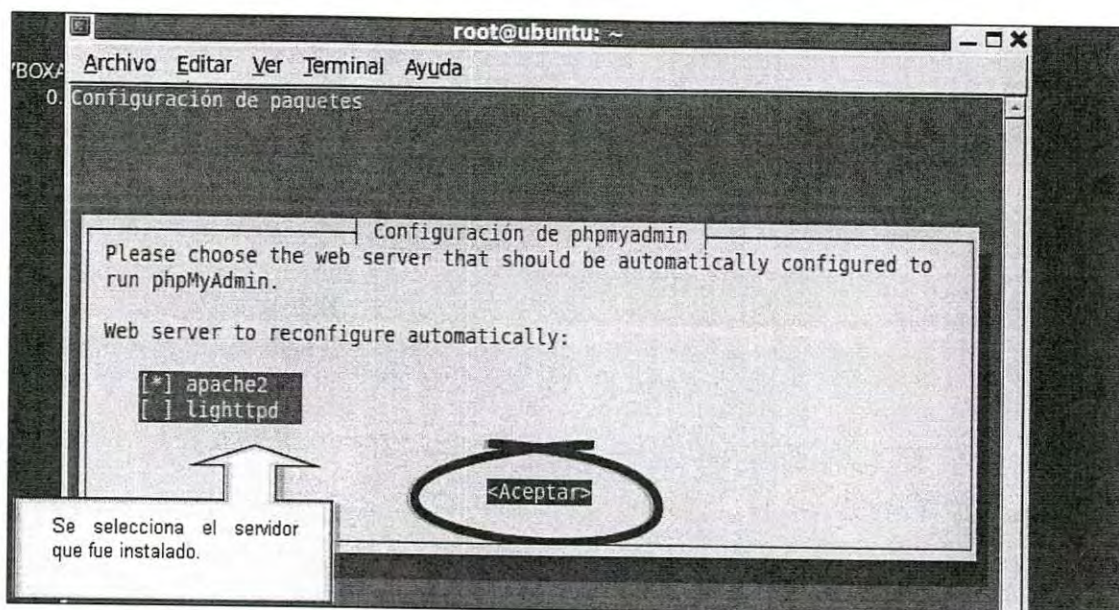 root@ubuntu: ~
Archivo Editar Ver Terminal Ayuda
/BOXA
0.
Configuración de paquetes
Configuración de phpmyadmin
Please choose the web server that should be automatically configured to
run phpMyAdmin.
Web server to reconfigure automatically:
[*] apache2
[ ] lighttpd
<Aceptar>
Se selecciona el servidor
que fue instalado.